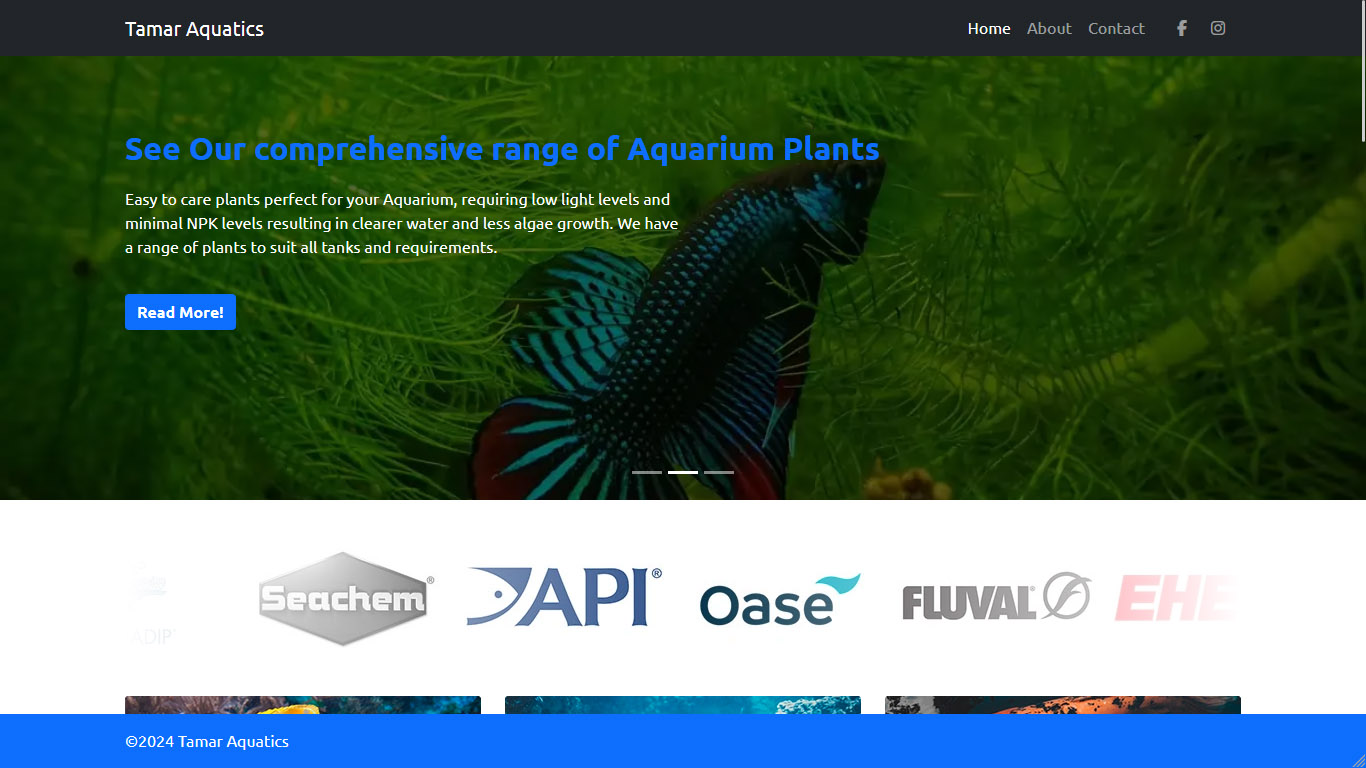 Tamar Aquatics
Home About Contact
See Our comprehensive range of Aquarium Plants
Easy to care plants perfect for your Aquarium, requiring low light levels and
minimal NPK levels resulting in clearer water and less algae growth. We have
a range of plants to suit all tanks and requirements.
Read More!
ADIP
Seachem®
API®
Oase
FLUVAL®
EHE
©2024 Tamar Aquatics